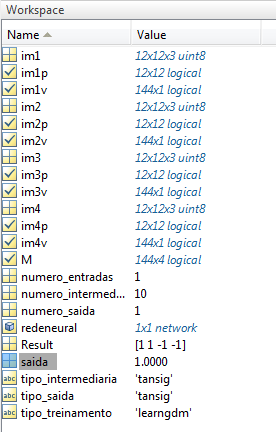 Workspace
Name Value
im1 12x12x3 uint8
im1p 12x12 logical
im1v 144x1 logical
im2 12x12x3 uint8
im2p 12x12 logical
im2v 144x1 logical
im3 12x12x3 uint8
im3p 12x12 logical
im3v 144x1 logical
im4 12x12x3 uint8
im4p 12x12 logical
im4v 144x1 logical
M 144x4 logical
numero_entradas 1
numero_intermed... 10
numero_saida 1
redeneural 1x1 network
Result [1 1 -1 -1]
saida 1.0000
abc tipo_intermediaria 'tansig'
abc tipo_saida 'tansig'
abc tipo_treinamento 'learngdm'